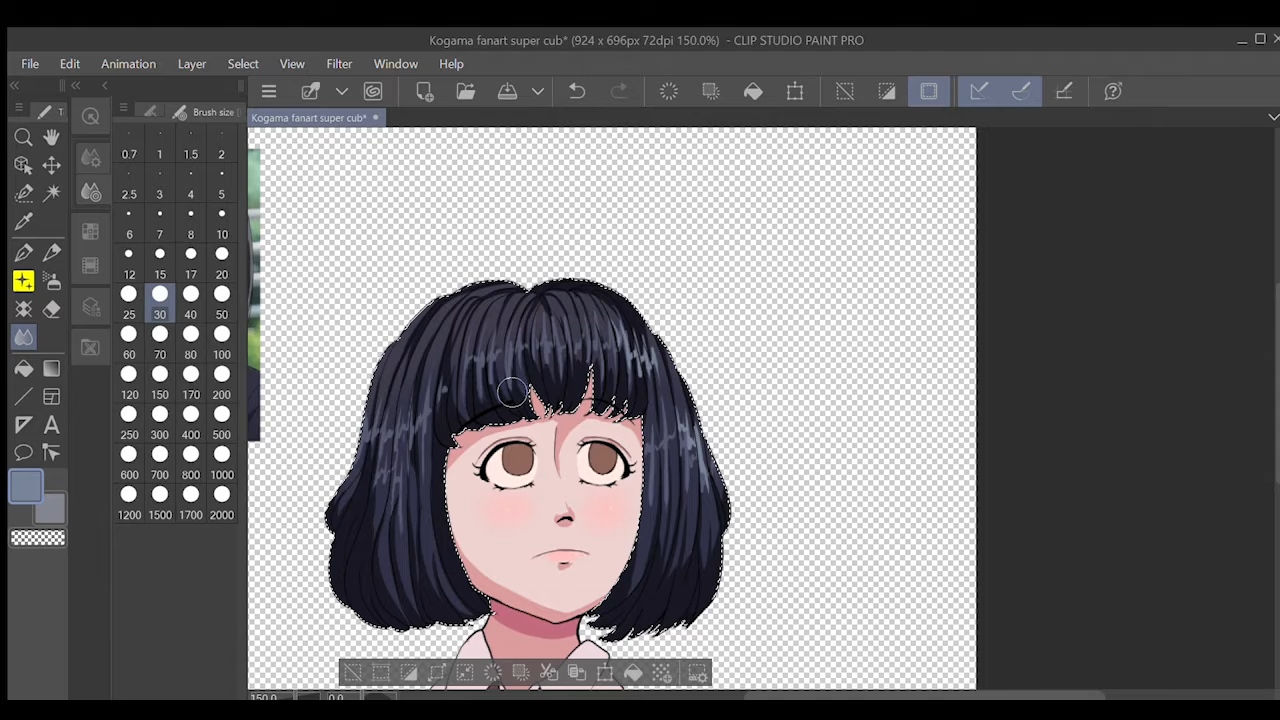 Kogama fanart super cub* (924 x 696px 72dpi 150.0%) - CLIP STUDIO PAINT PRO
File Edit Animation Layer Select View Filter Window Help
T Brush size
Kogama fanart super cub*
0.7 1 1.5 2
2.5 3 4 5
6 7 8 10
12 15 17 20
25 30 40 50
60 70 80 100
120 150 170 200
250 300 400 500
600 700 800 1000
1200 1500 1700 2000
150.0 0.0